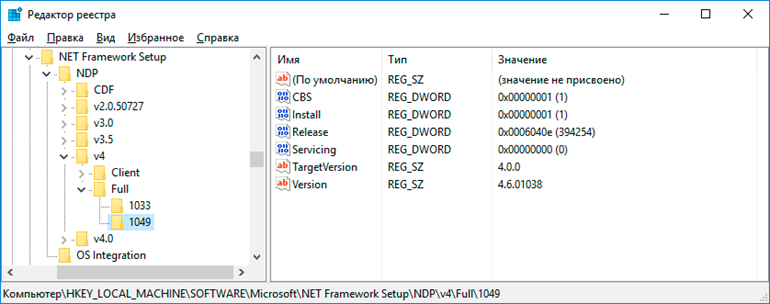 Редактор реестра
Файл Правка Вид Избранное Справка
NET Framework Setup
NDP
CDF
v2.0.50727
v3.0
v3.5
v4
Client
Full
1033
1049
v4.0
OS Integration
Имя Тип Значение
(По умолчанию) REG_SZ (значение не присвоено)
CBS REG_DWORD 0x00000001 (1)
Install REG_DWORD 0x00000001 (1)
Release REG_DWORD 0x0006040e (394254)
Servicing REG_DWORD 0x00000000 (0)
TargetVersion REG_SZ 4.0.0
Version REG_SZ 4.6.01038
Компьютер\HKEY_LOCAL_MACHINE\SOFTWARE\Microsoft\NET Framework Setup\NDP\v4\Full\1049